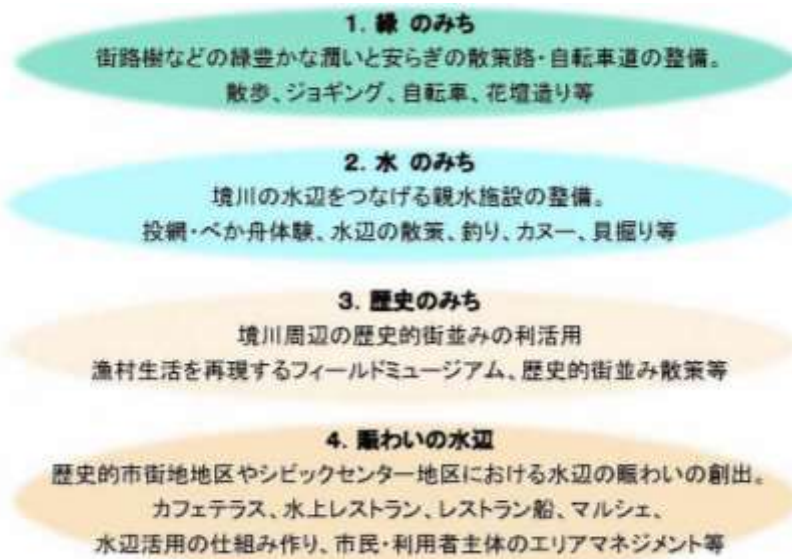 1. 緑 のみち
街路樹などの緑豊かな潤いと安らぎの散策路・自転車道の整備。
散歩、ジョギング、自転車、花壇造り等
2. 水 のみち
境川の水辺をつなげる親水施設の整備。
投網・べか舟体験、水辺の散策、釣り、カヌー、貝掘り等
3. 歴史のみち
境川周辺の歴史的街並みの利活用
漁村生活を再現するフィールドミュージアム、歴史的街並み散策等
4. 賑わいの水辺
歴史的市街地地区やシビックセンター地区における水辺の賑わいの創出。
カフェテラス、水上レストラン、レストラン船、マルシェ、
水辺活用の仕組み作り、市民・利用者主体のエリアマネジメント等